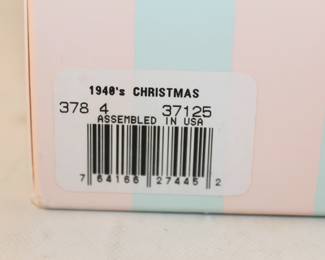 1940's CHRISTMAS
378 4 37125
ASSEMBLED IN USA
7 64166 27445 2